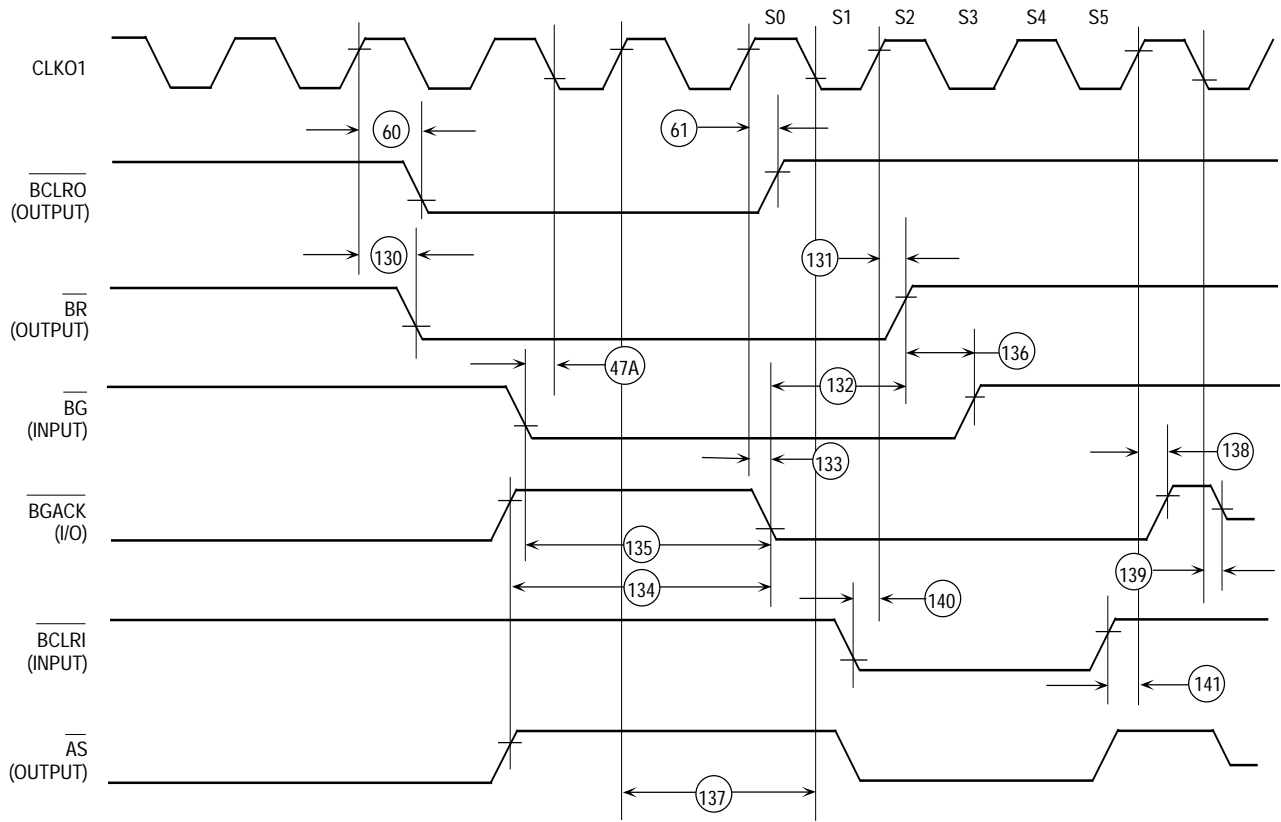 S0 S1 S2 S3 S4 S5
CLKO1
60
61
BCLRO
(OUTPUT)
130
131
BR
(OUTPUT)
47A
136
132
BG
(INPUT)
133
138
BGACK
(I/O)
135
139
134
140
BCLRI
(INPUT)
141
AS
(OUTPUT)
137